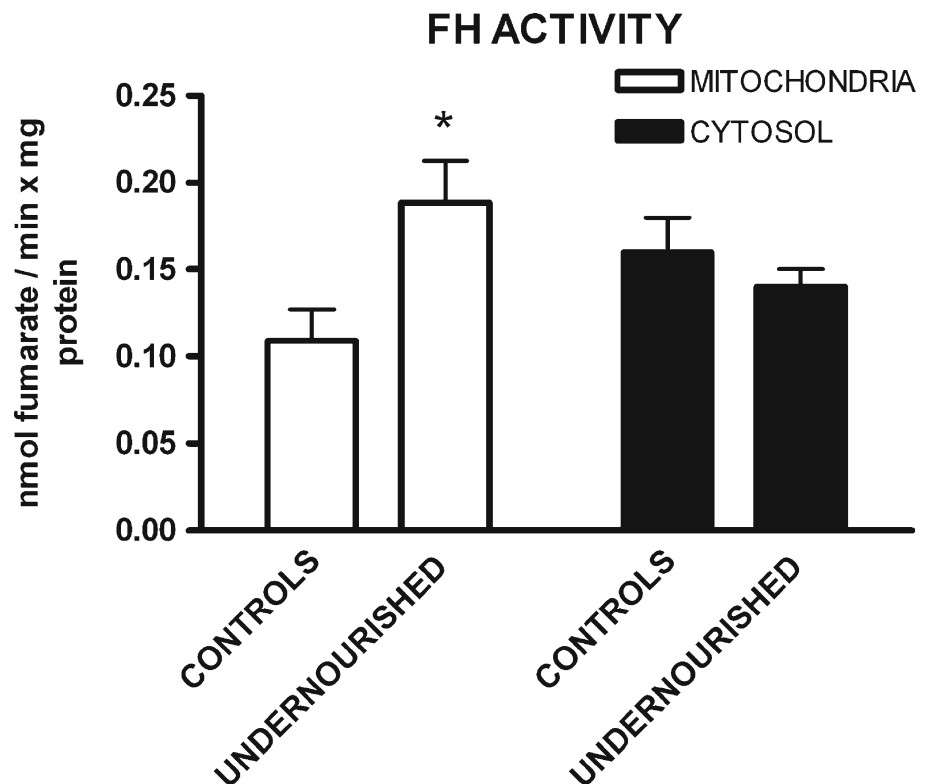 FH ACTIVITY
MITOCHONDRIA
CYTOSOL
nmol fumarate / min x mg
protein
0.25
0.20
0.15
0.10
0.05
0.00
*
CONTROLS
UNDERNOURISHED
CONTROLS
UNDERNOURISHED